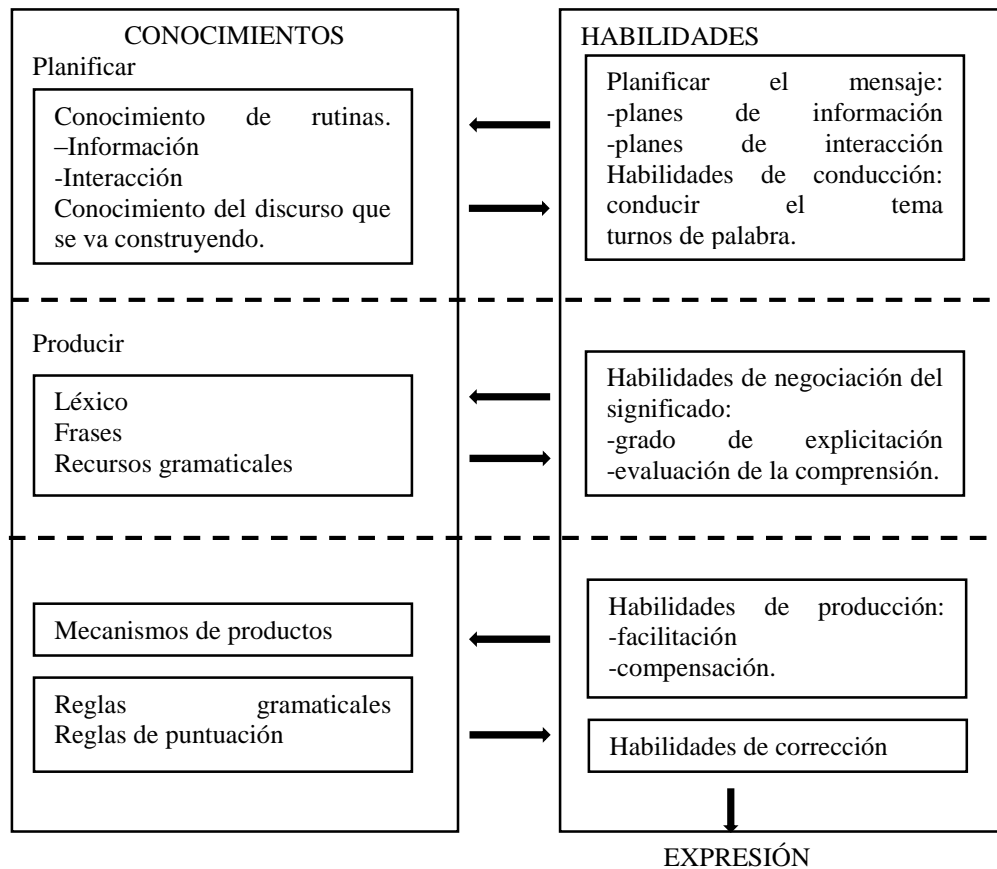 CONOCIMIENTOS
Planificar
Conocimiento de rutinas.
–Información
-Interacción
Conocimiento del discurso que
se va construyendo.
HABILIDADES
Planificar el mensaje:
-planes de información
-planes de interacción
Habilidades de conducción:
conducir el tema
turnos de palabra.
Producir
Léxico
Frases
Recursos gramaticales
Habilidades de negociación del
significado:
-grado de explicitación
-evaluación de la comprensión.
Mecanismos de productos
Reglas gramaticales
Reglas de puntuación
Habilidades de producción:
-facilitación
-compensación.
Habilidades de corrección
EXPRESIÓN